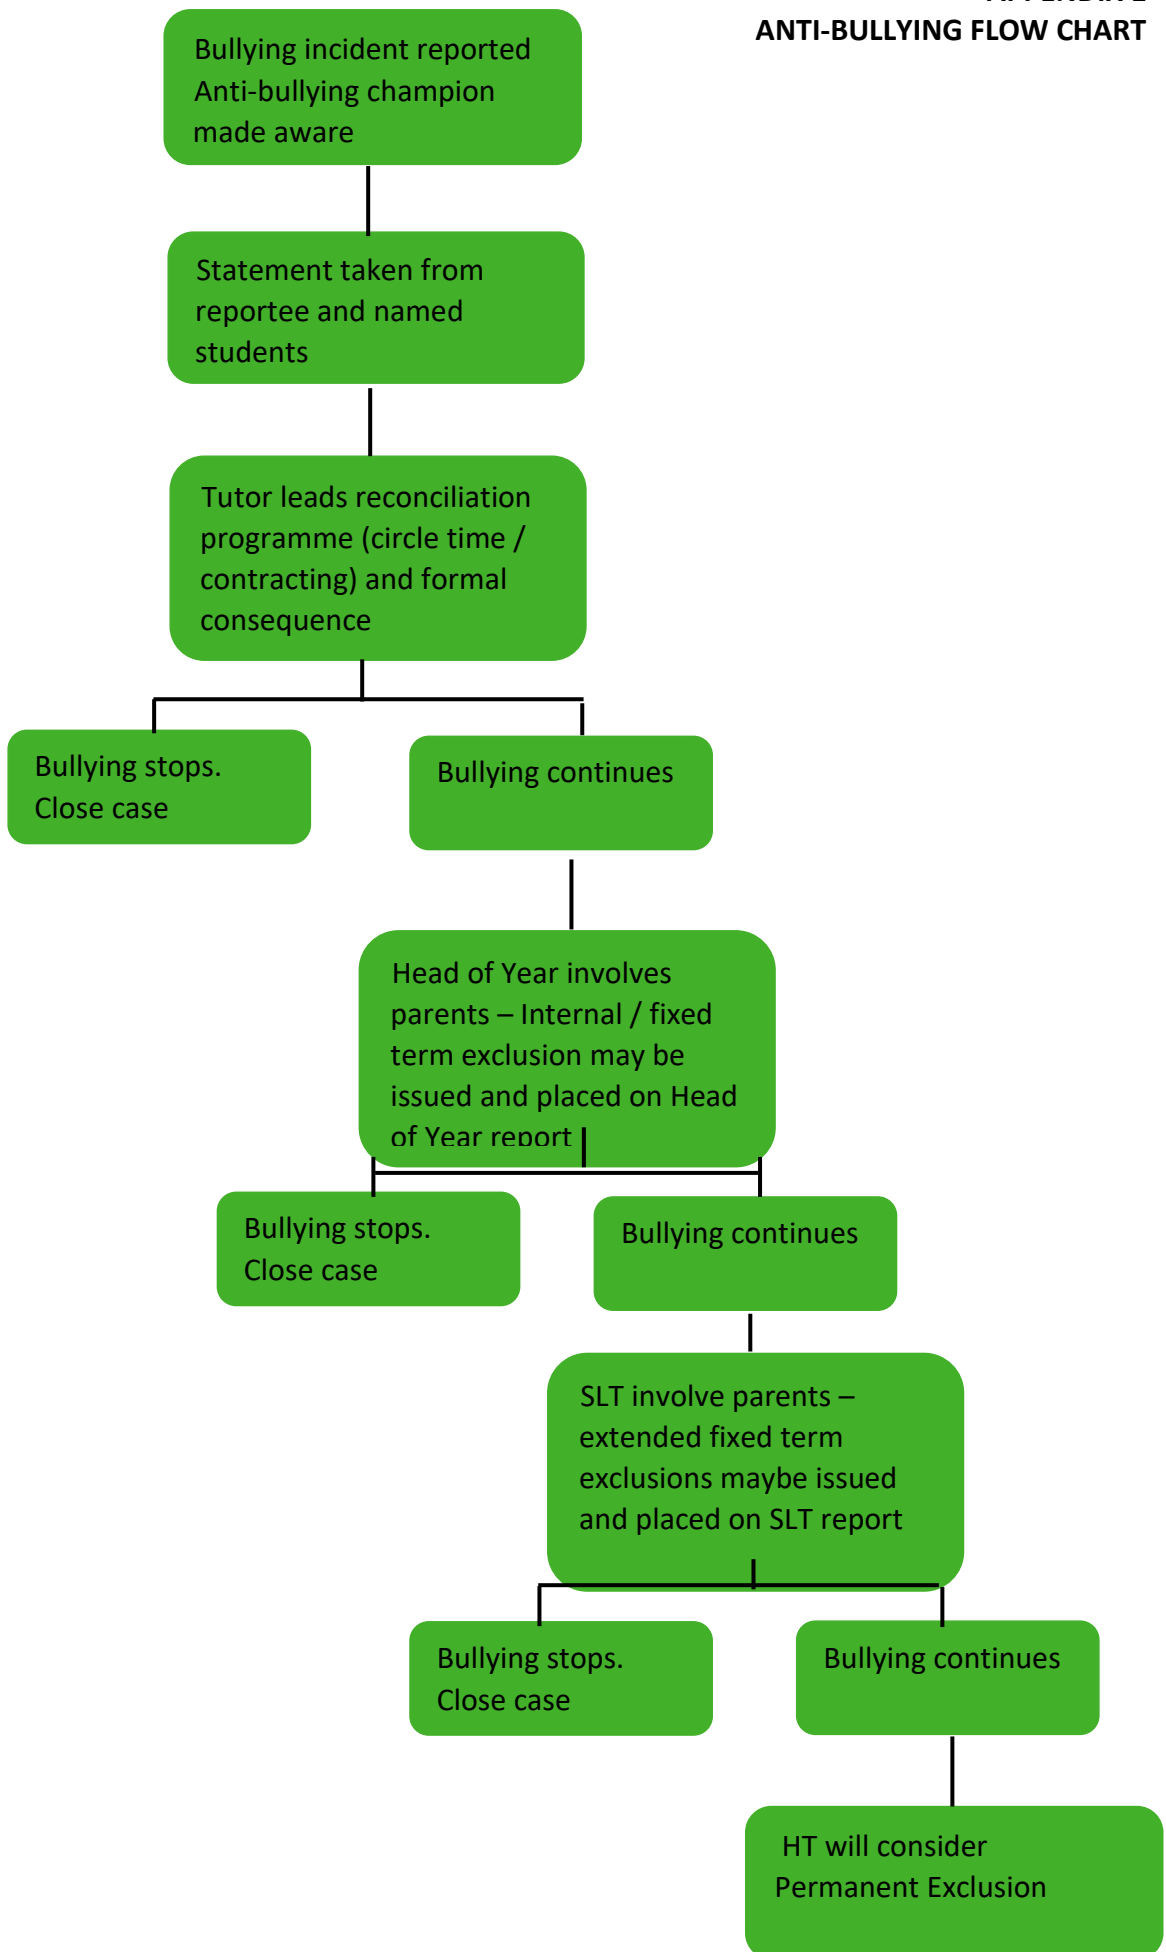 ANTI-BULLYING FLOW CHART
Bullying incident reported
Anti-bullying champion
made aware
Statement taken from
reportee and named
students
Tutor leads reconciliation
programme (circle time /
contracting) and formal
consequence
Bullying stops.
Close case
Bullying continues
Head of Year involves
parents – Internal / fixed
term exclusion may be
issued and placed on Head
of Year report
Bullying stops.
Close case
Bullying continues
SLT involve parents –
extended fixed term
exclusions maybe issued
and placed on SLT report
Bullying stops.
Close case
Bullying continues
HT will consider
Permanent Exclusion